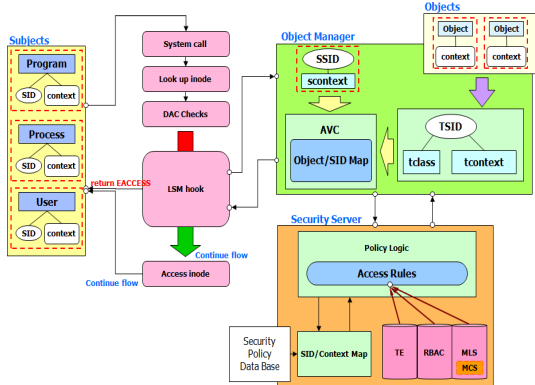 Subjects
Program
SID
context
Process
SID
context
User
SID
context
System call
Look up inode
DAC Checks
LSM hook
return EACCESS
Continue flow
Access inode
Continue flow
Object Manager
SSID
scontext
AVC
Object/SID Map
TSID
tclass
tcontext
Objects
Object
context
Object
context
Security Server
Policy Logic
Access Rules
Security
Policy
Data Base
SID/Context Map
TE
RBAC
MLS
MCS